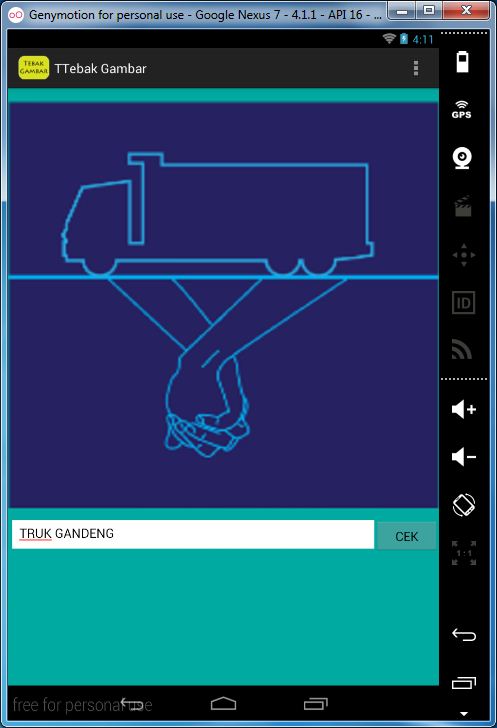 Genymotion for personal use - Google Nexus 7 - 4.1.1 - API 16 - ...
4:11
TEBAK
GAMBAR
TTebak Gambar
GPS
ID
TRUK GANDENG
CEK
1:1
free for personal use